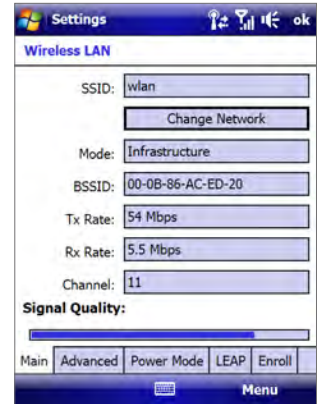 Settings ok
Wireless LAN
SSID: wlan
Change Network
Mode: Infrastructure
BSSID: 00-0B-86-AC-ED-20
Tx Rate: 54 Mbps
Rx Rate: 5.5 Mbps
Channel: 11
Signal Quality:
Main Advanced Power Mode LEAP Enroll
Menu